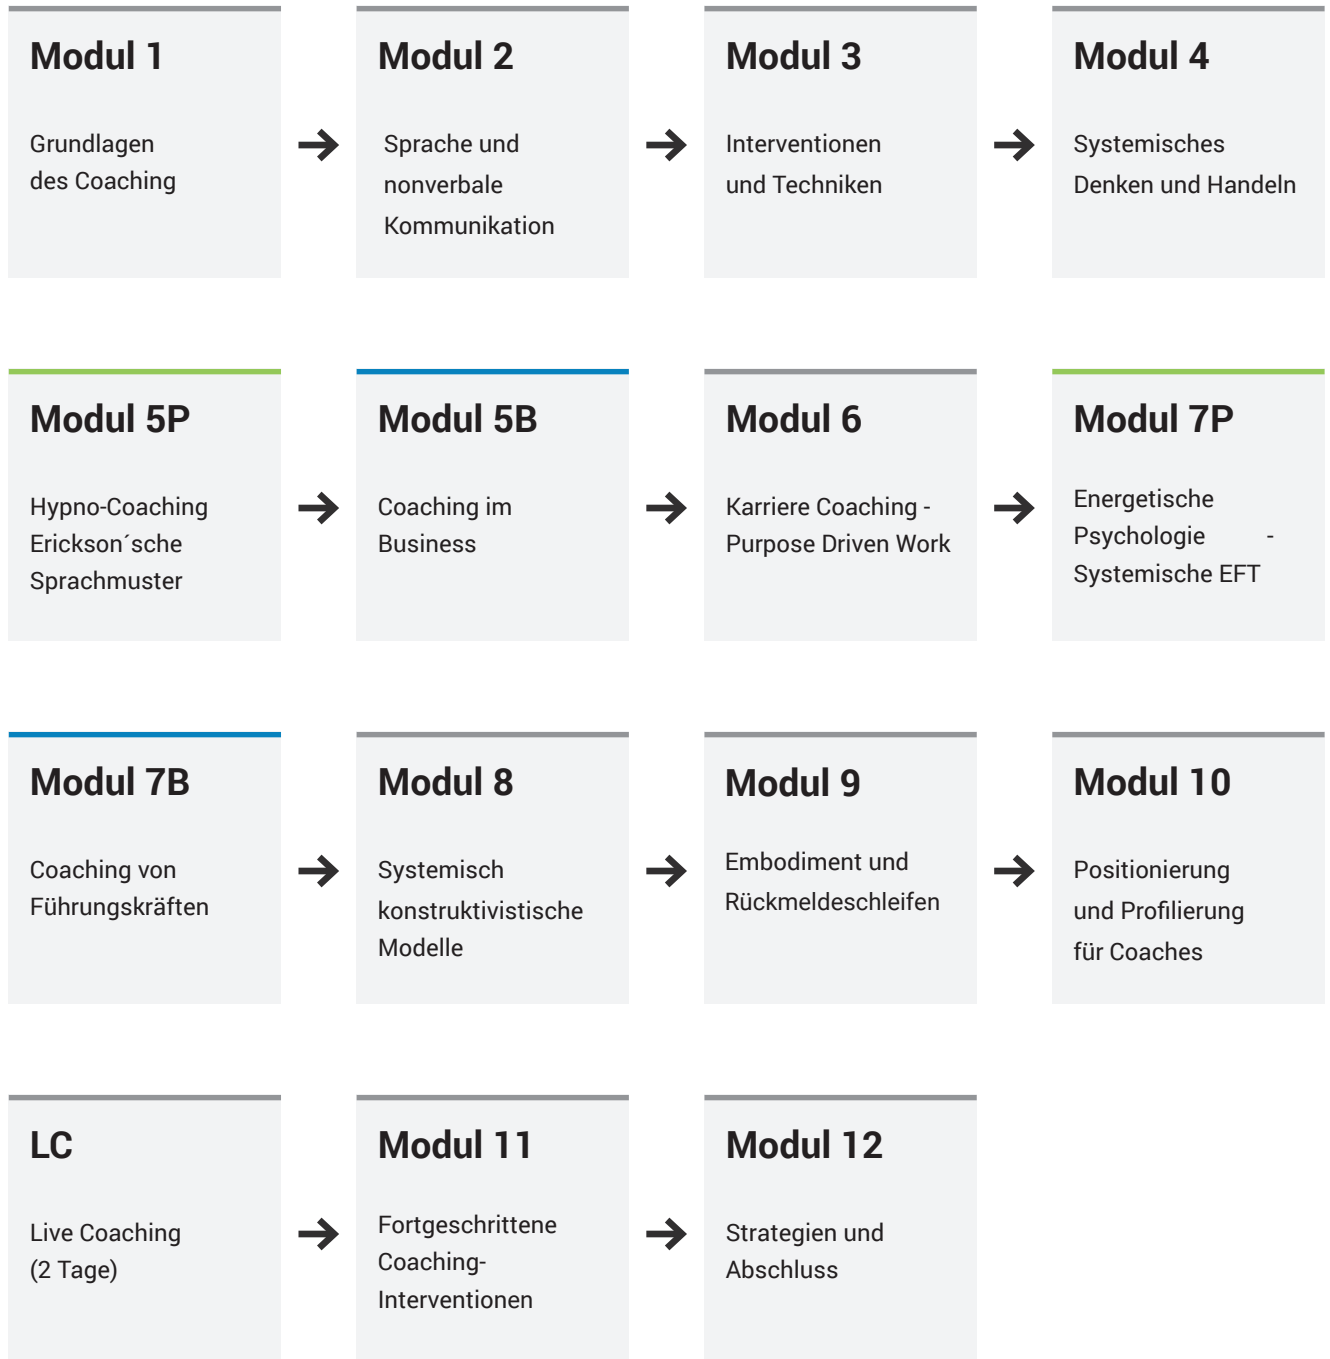 Modul 1
Grundlagen
des Coaching
Modul 2
Sprache und
nonverbale
Kommunikation
Modul 3
Interventionen
und Techniken
Modul 4
Systemisches
Denken und Handeln
Modul 5P
Hypno-Coaching
Erickson´sche
Sprachmuster
Modul 5B
Coaching im
Business
Modul 6
Karriere Coaching -
Purpose Driven Work
Modul 7P
Energetische
Psychologie -
Systemische EFT
Modul 7B
Coaching von
Führungskräften
Modul 8
Systemisch
konstruktivistische
Modelle
Modul 9
Embodiment und
Rückmeldeschleifen
Modul 10
Positionierung
und Profilierung
für Coaches
LC
Live Coaching
(2 Tage)
Modul 11
Fortgeschrittene
Coaching-
Interventionen
Modul 12
Strategien und
Abschluss